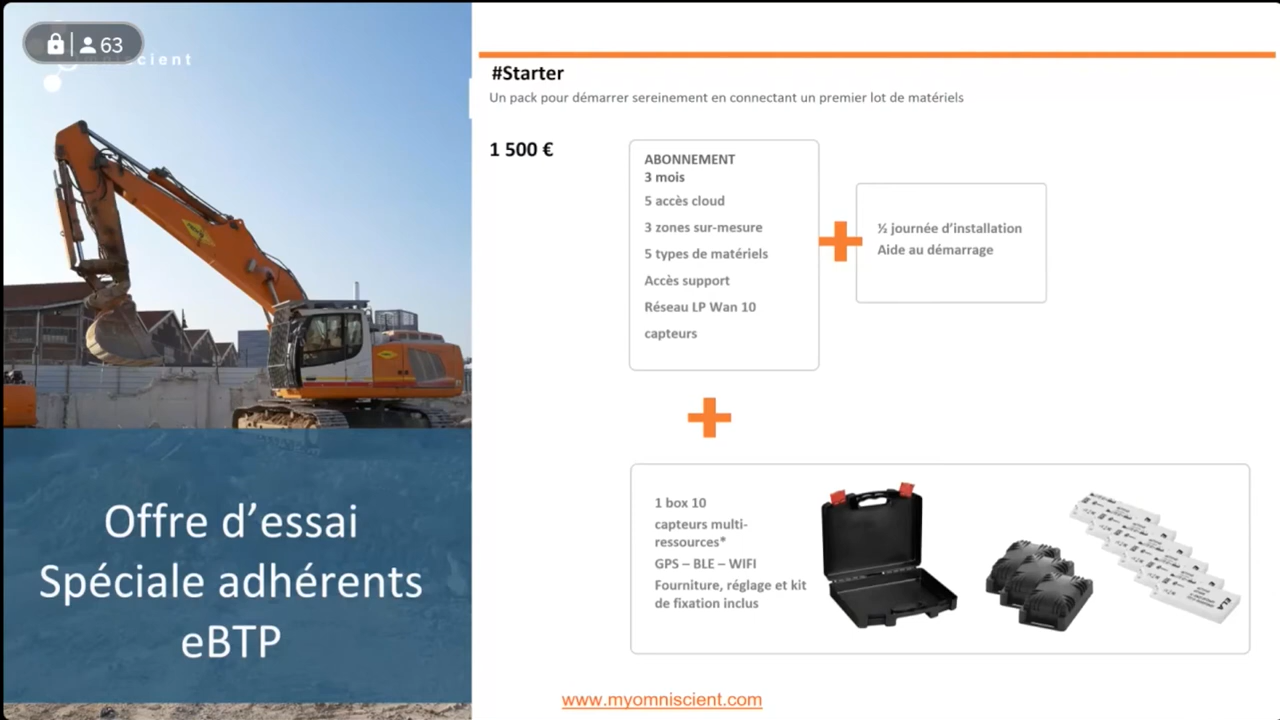 63
#Starter
Un pack pour démarrer sereinement en connectant un premier lot de matériels
1 500 €
ABONNEMENT
3 mois
5 accès cloud
3 zones sur-mesure
5 types de matériels
Accès support
Réseau LP Wan 10
capteurs
½ journée d’installation
Aide au démarrage
1 box 10
capteurs multi-
ressources*
GPS – BLE – WIFI
Fourniture, réglage et kit
de fixation inclus
Offre d’essai
Spéciale adhérents
eBTP
www.myomniscient.com